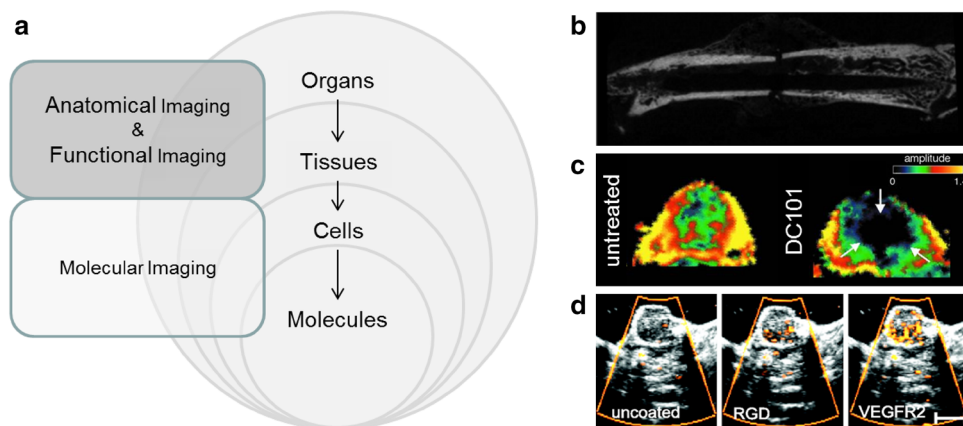 a
Anatomical Imaging
&
Functional Imaging
Molecular Imaging
Organs
Tissues
Cells
Molecules
b
c
untreated
DC101
amplitude
0
d
uncoated
RGD
VEGFR2